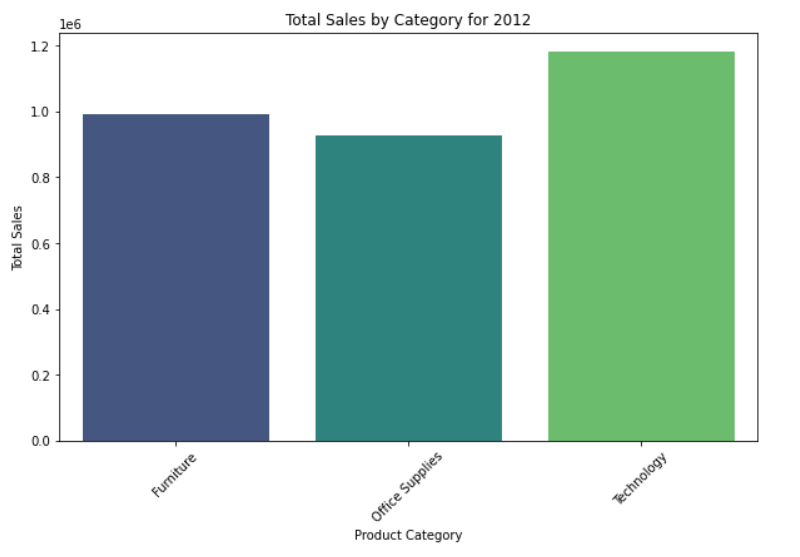 Total Sales by Category for 2012
1e6
1.2
1.0
0.8
0.6
0.4
0.2
0.0
Total Sales
Furniture
Office Supplies
Technology
Product Category